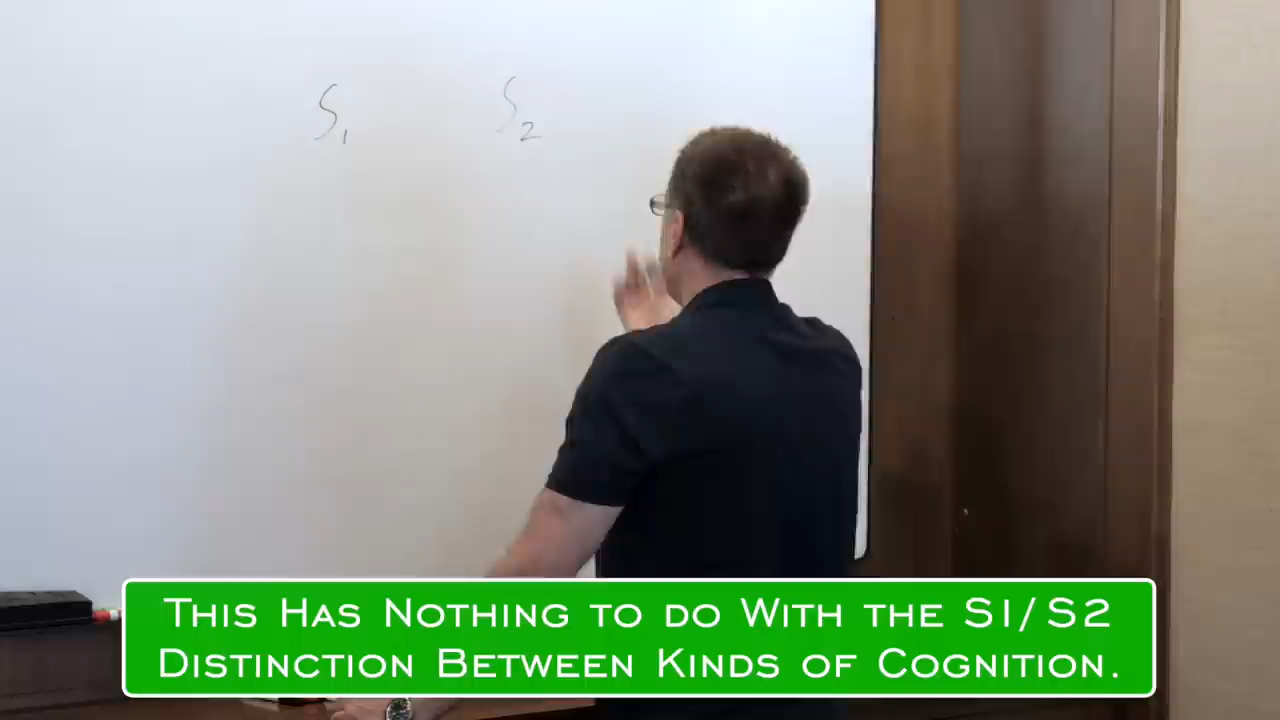 S1 S2
This Has Nothing to do With the S1/S2
Distinction Between Kinds of Cognition.